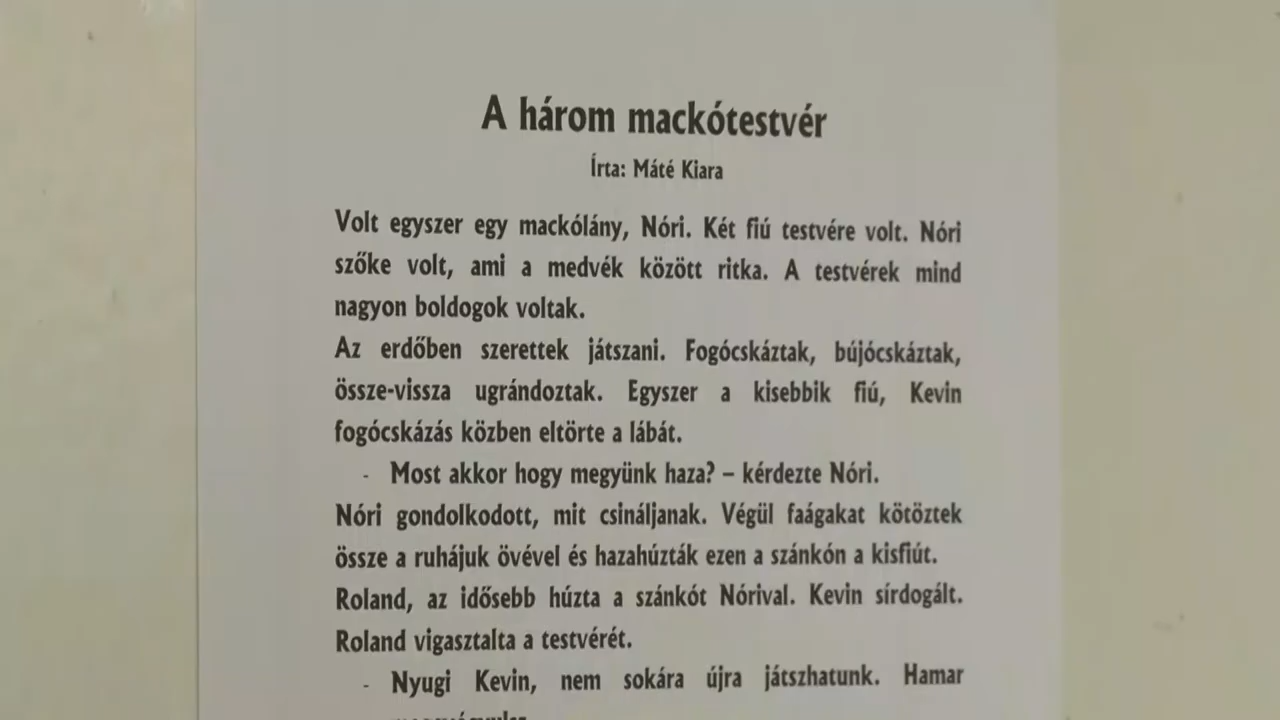 A három mackótestvér
Írta: Máté Kiara
Volt egyszer egy mackólány, Nóri. Két fiú testvére volt. Nóri
szőke volt, ami a medvék között ritka. A testvérek mind
nagyon boldogok voltak.
Az erdőben szerettek játszani. Fogócskáztak, bújócskáztak,
össze-vissza ugrándoztak. Egyszer a kisebbik fiú, Kevin
fogócskázás közben eltörte a lábát.
- Most akkor hogy megyünk haza? – kérdezte Nóri.
Nóri gondolkodott, mit csináljanak. Végül faágakat kötöztek
össze a ruhájuk övével és hazahúzták ezen a szánkón a kisfiút.
Roland, az idősebb húzta a szánkót Nórival. Kevin sírdogált.
Roland vigasztalta a testvérét.
- Nyugi Kevin, nem sokára újra játszhatunk. Hamar